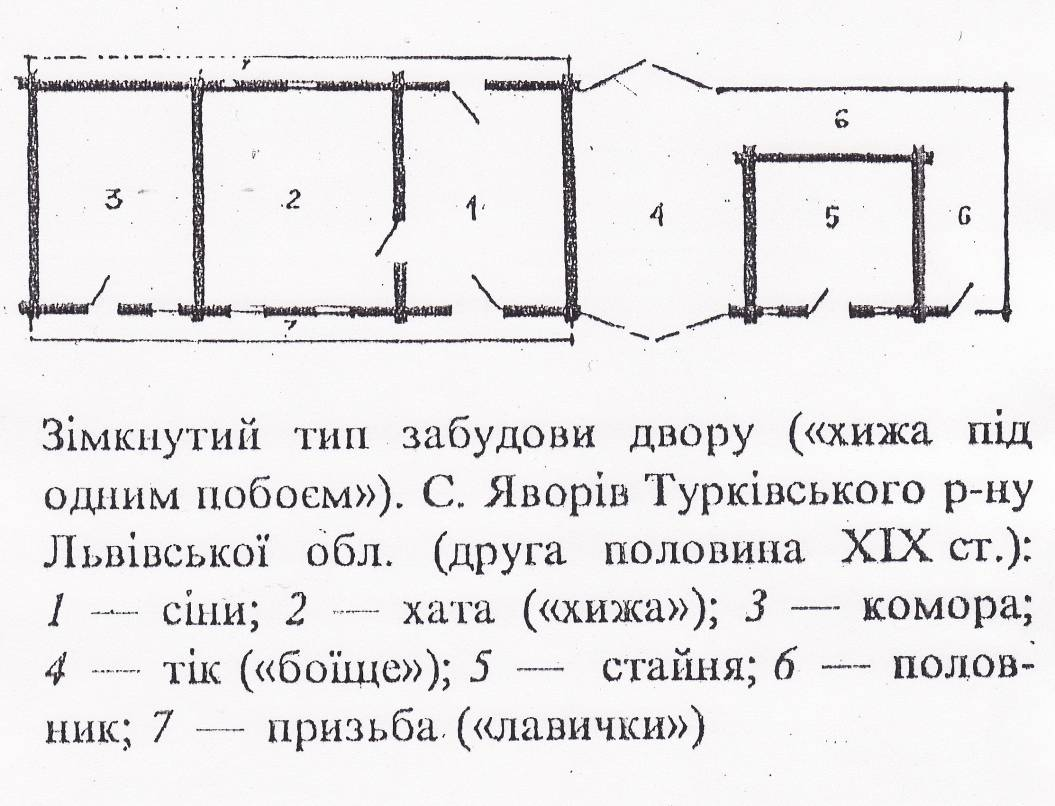 7
6
3
2
1
4
5
6
7
Зімкнутий тип забудови двору («хижа під
одним побоєм»). С. Яворів Турківського р-ну
Львівської обл. (друга половина XIX ст.):
1 — сіни; 2 — хата («хижа»); 3 — комора;
4 — тік («боїще»); 5 — стайня; 6 — полов-
ник; 7 — призьба («лавички»)